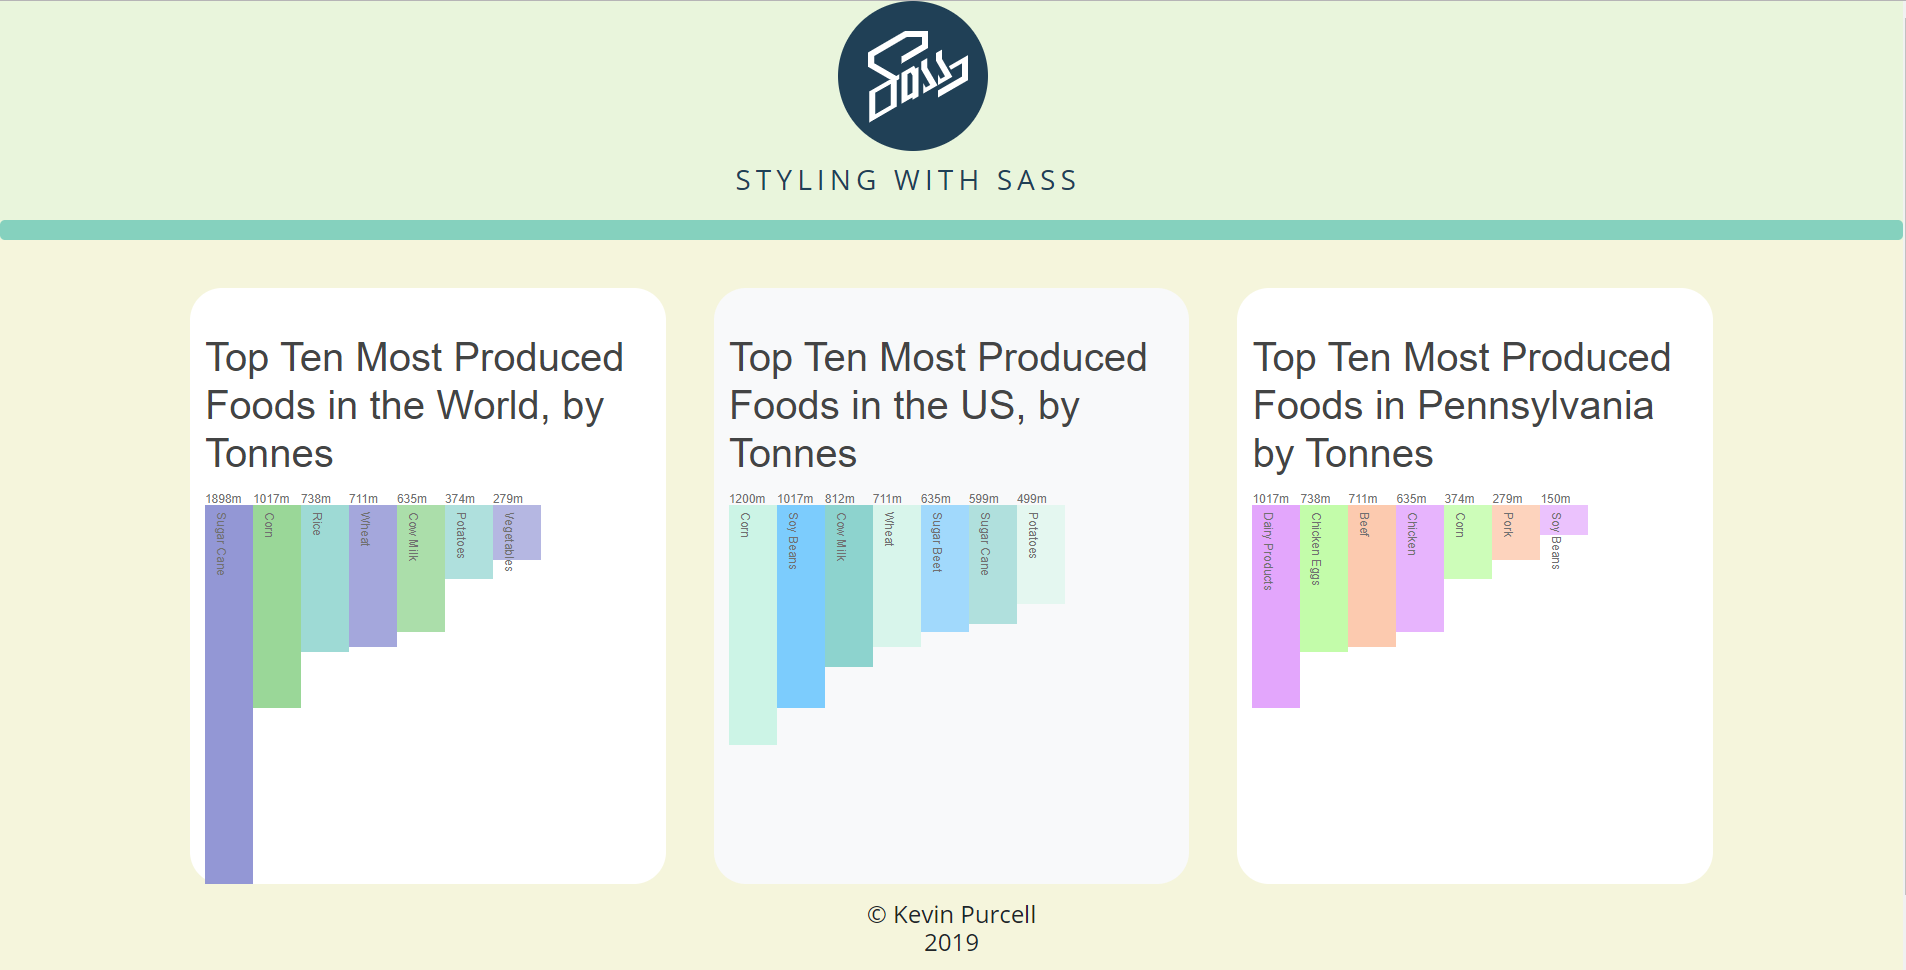 Sass
STYLING WITH SASS
Top Ten Most Produced
Foods in the World, by
Tonnes
1898m 1017m 738m 711m 635m 374m 279m
Sugar Cane
Corn
Rice
Wheat
Cow Milk
Potatoes
Vegetables
Top Ten Most Produced
Foods in the US, by
Tonnes
1200m 1017m 812m 711m 635m 599m 499m
Corn
Soy Beans
Cow Milk
Wheat
Sugar Beet
Sugar Cane
Potatoes
Top Ten Most Produced
Foods in Pennsylvania
by Tonnes
1017m 738m 711m 635m 374m 279m 150m
Dairy Products
Chicken Eggs
Beef
Chicken
Corn
Pork
Soy Beans
© Kevin Purcell
2019